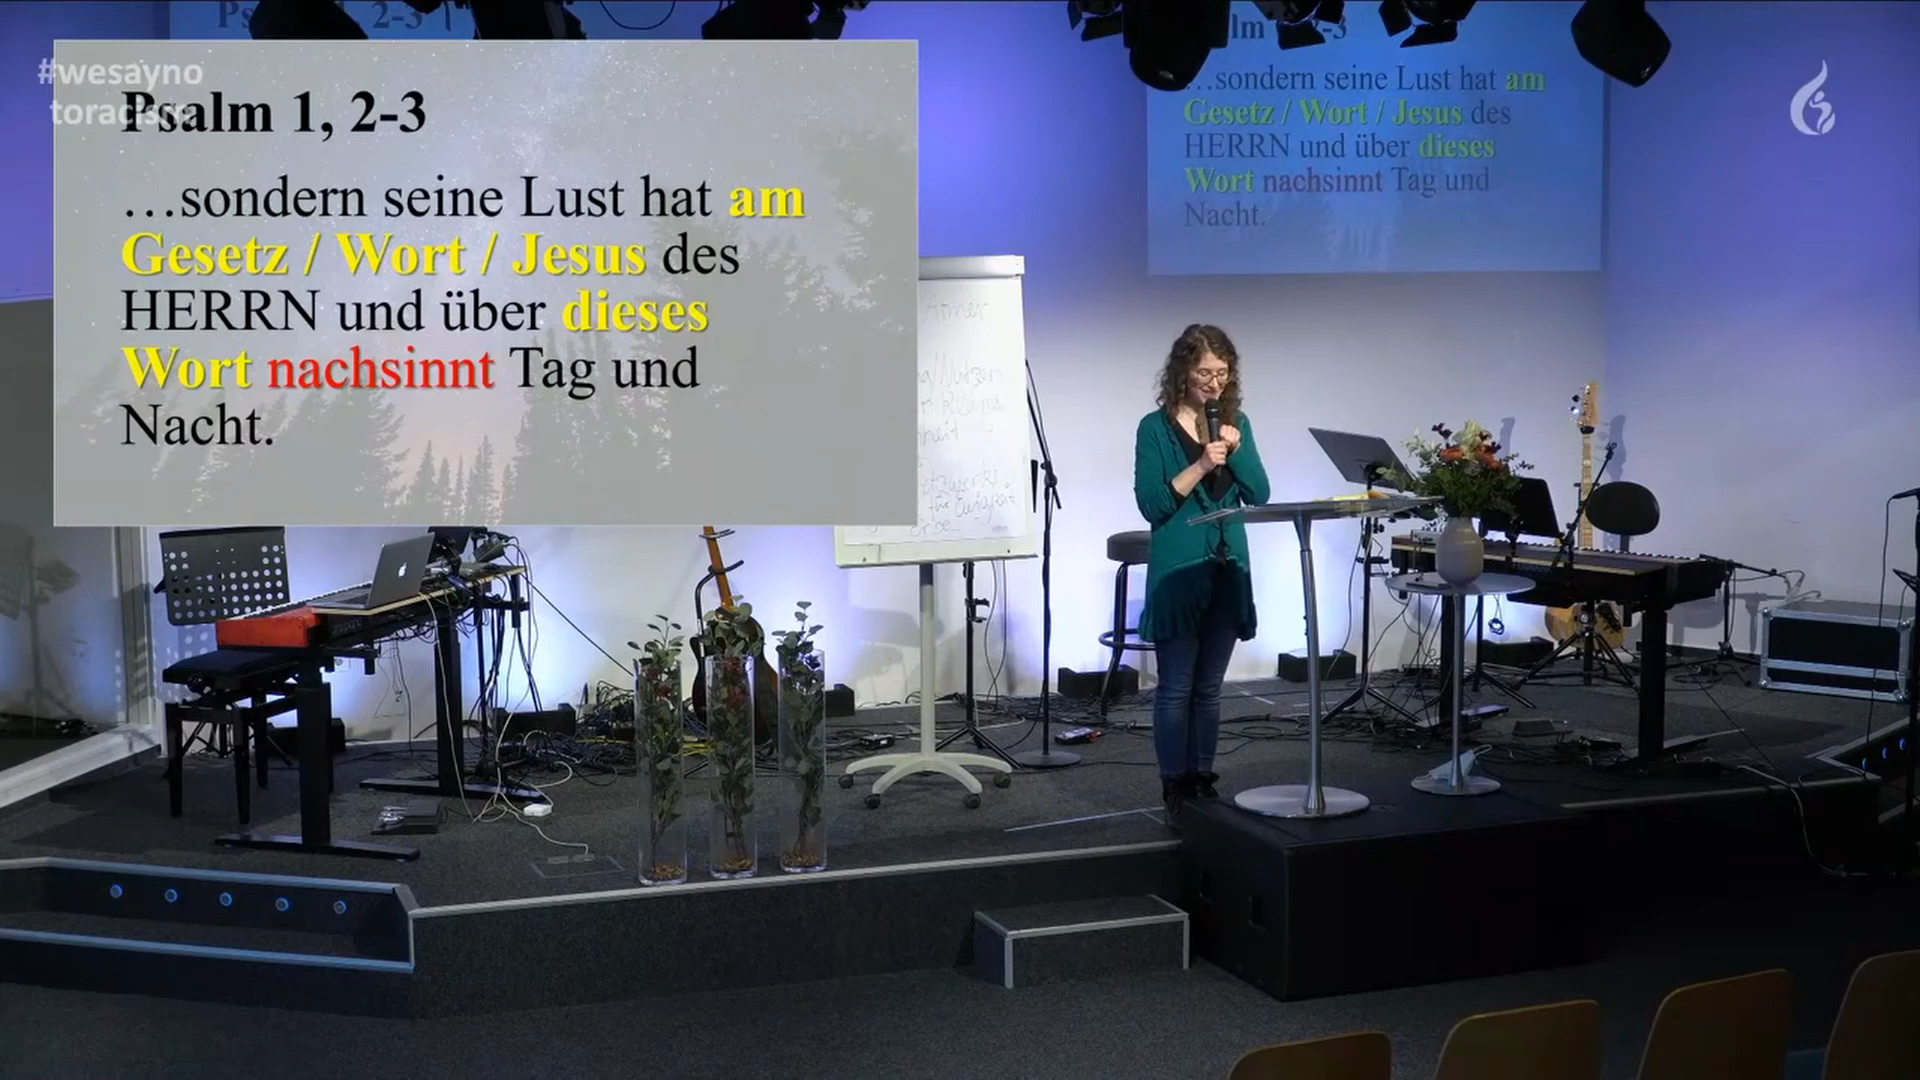 #wesayno
toracism
Psalm 1, 2-3
…sondern seine Lust hat am
Gesetz / Wort / Jesus des
HERRN und über dieses
Wort nachsinnt Tag und
Nacht.
…sondern seine Lust hat am
Gesetz / Wort / Jesus des
HERRN und über dieses
Wort nachsinnt Tag und
Nacht.